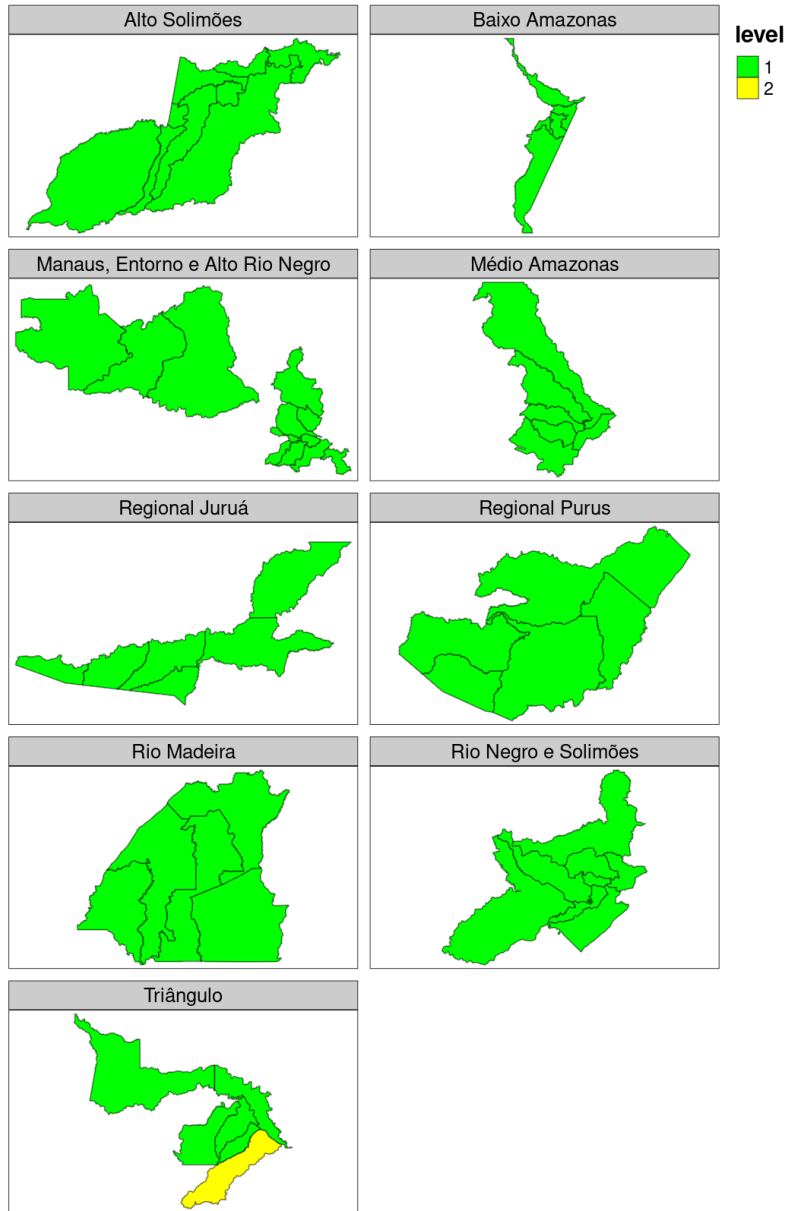 Alto Solimões
Baixo Amazonas
level
1
2
Manaus, Entorno e Alto Rio Negro
Médio Amazonas
Regional Juruá
Regional Purus
Rio Madeira
Rio Negro e Solimões
Triângulo